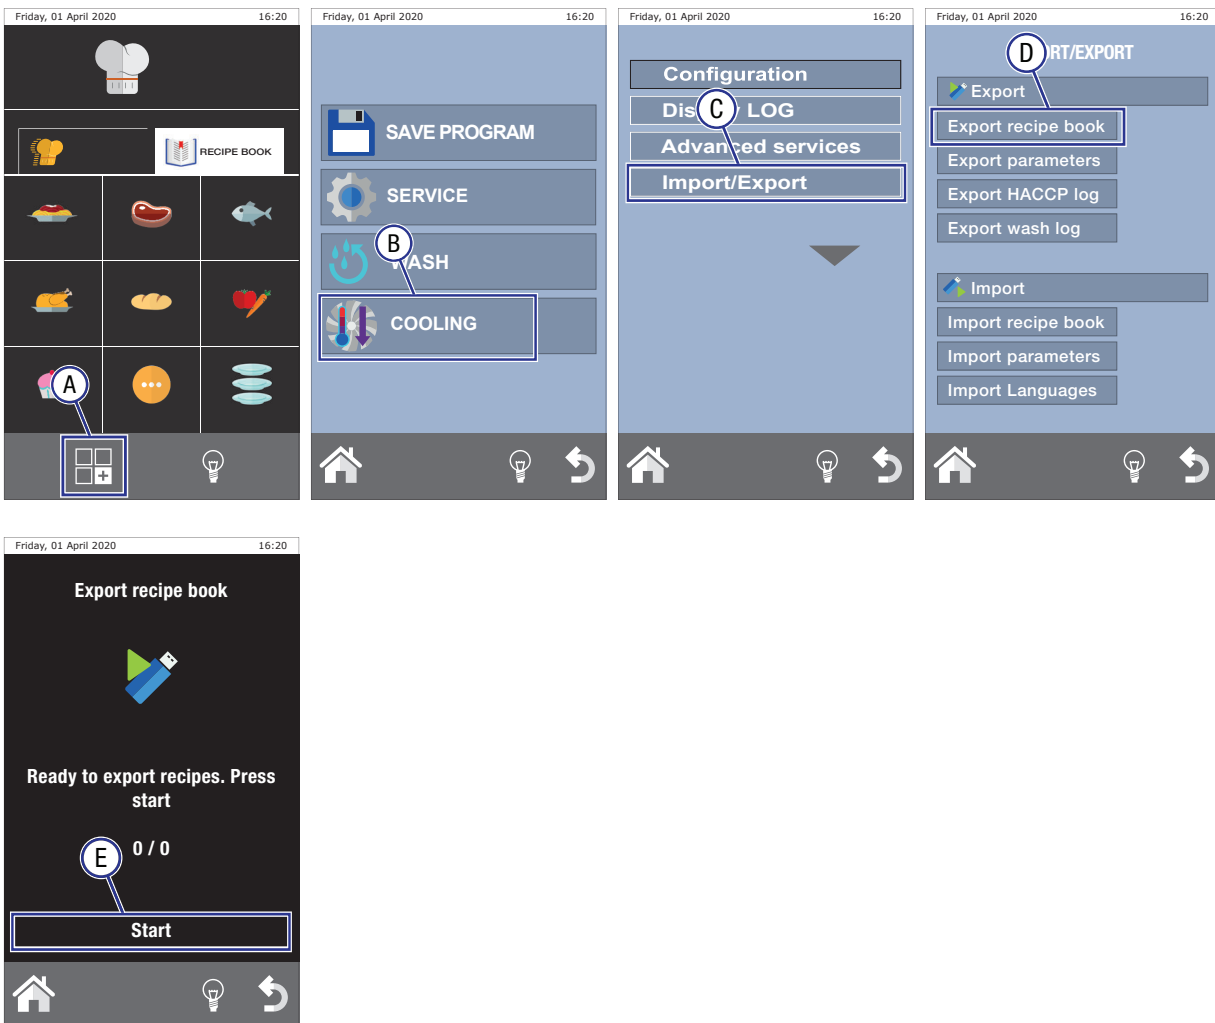 Friday, 01 April 2020 16:20
RECIPE BOOK
A
Friday, 01 April 2020 16:20
SAVE PROGRAM
SERVICE
B
WASH
COOLING
Friday, 01 April 2020 16:20
Configuration
C
LOG
Advanced services
Import/Export
Friday, 01 April 2020 16:20
D
RT/EXPORT
Export
Export recipe book
Export parameters
Export HACCP log
Export wash log
Import
Import recipe book
Import parameters
Import Languages
Friday, 01 April 2020 16:20
Export recipe book
Ready to export recipes. Press
start
0 / 0
E
Start